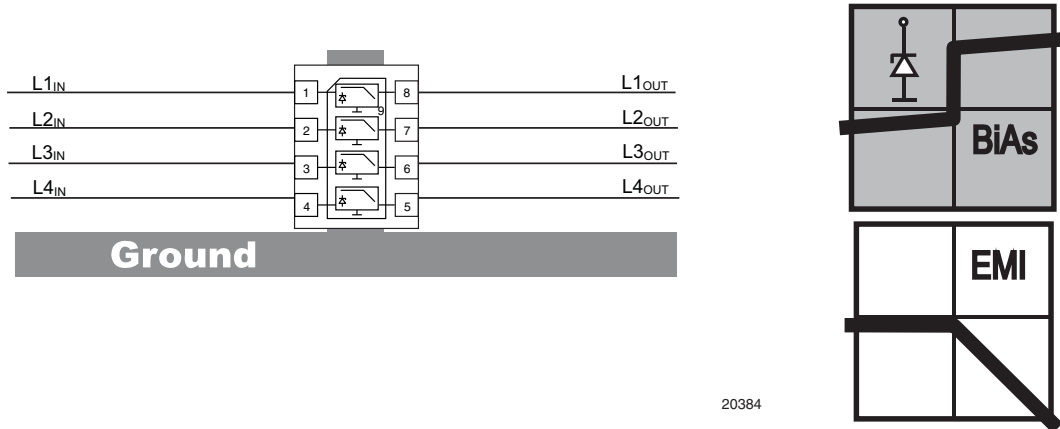 L1IN
L2IN
L3IN
L4IN
1
2
3
4
9
8
7
6
5
L1OUT
L2OUT
L3OUT
L4OUT
Ground
BiAs
EMI
20384